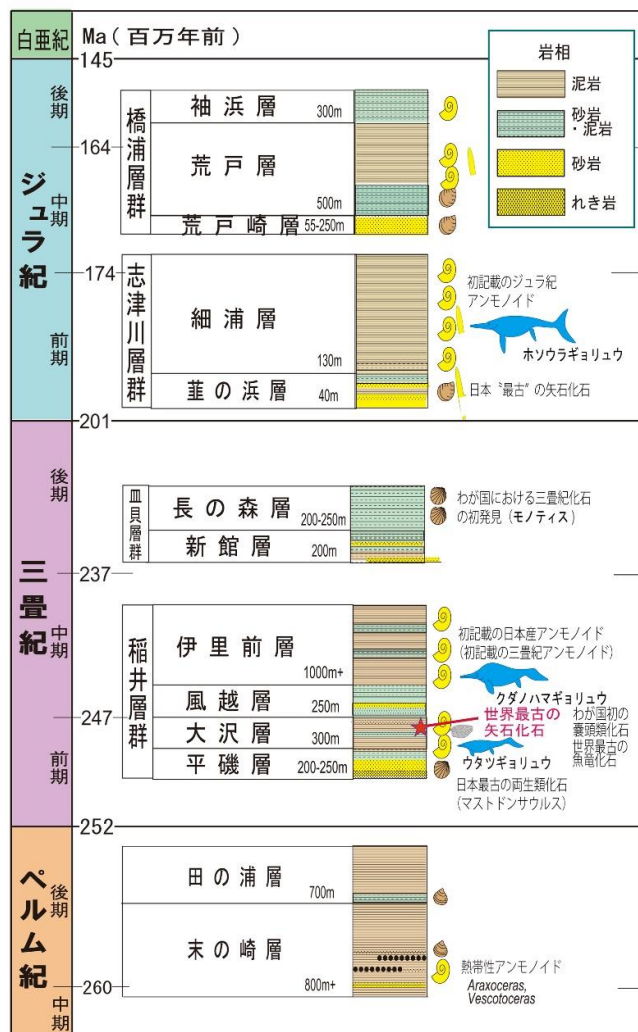 白亜紀
Ma(百万年前)
145
岩相
泥岩
砂岩
・泥岩
砂岩
れき岩
ジュラ紀
後期
164
中期
174
前期
橋浦層群
袖浜層 300m
荒戸層
500m
荒戸崎層 55-250m
志津川層群
細浦層
130m
韮の浜層 40m
初記載のジュラ紀
アンモノイド
ホソウラギョリュウ
日本〝最古”の矢石化石
201
三畳紀
後期
237
中期
247
前期
皿貝層群
長の森層
200-250m
新館層 200m
わが国における三畳紀化石
の初発見(モノティス)
稲井層群
伊里前層
1000m+
風越層 250m
大沢層 300m
平磯層 200-250m
初記載の日本産アンモノイド
(初記載の三畳紀アンモノイド)
クダノハマギョリュウ
世界最古の
矢石化石
わが国初の
嚢頭類化石
世界最古の
魚竜化石
ウタツギョリュウ
日本最古の両生類化石
(マストドンサウルス)
252
ペルム紀
後期
260
中期
田の浦層
700m
末の崎層
800m+
熱帯性アンモノイド
Araxoceras,
Vescotoceras